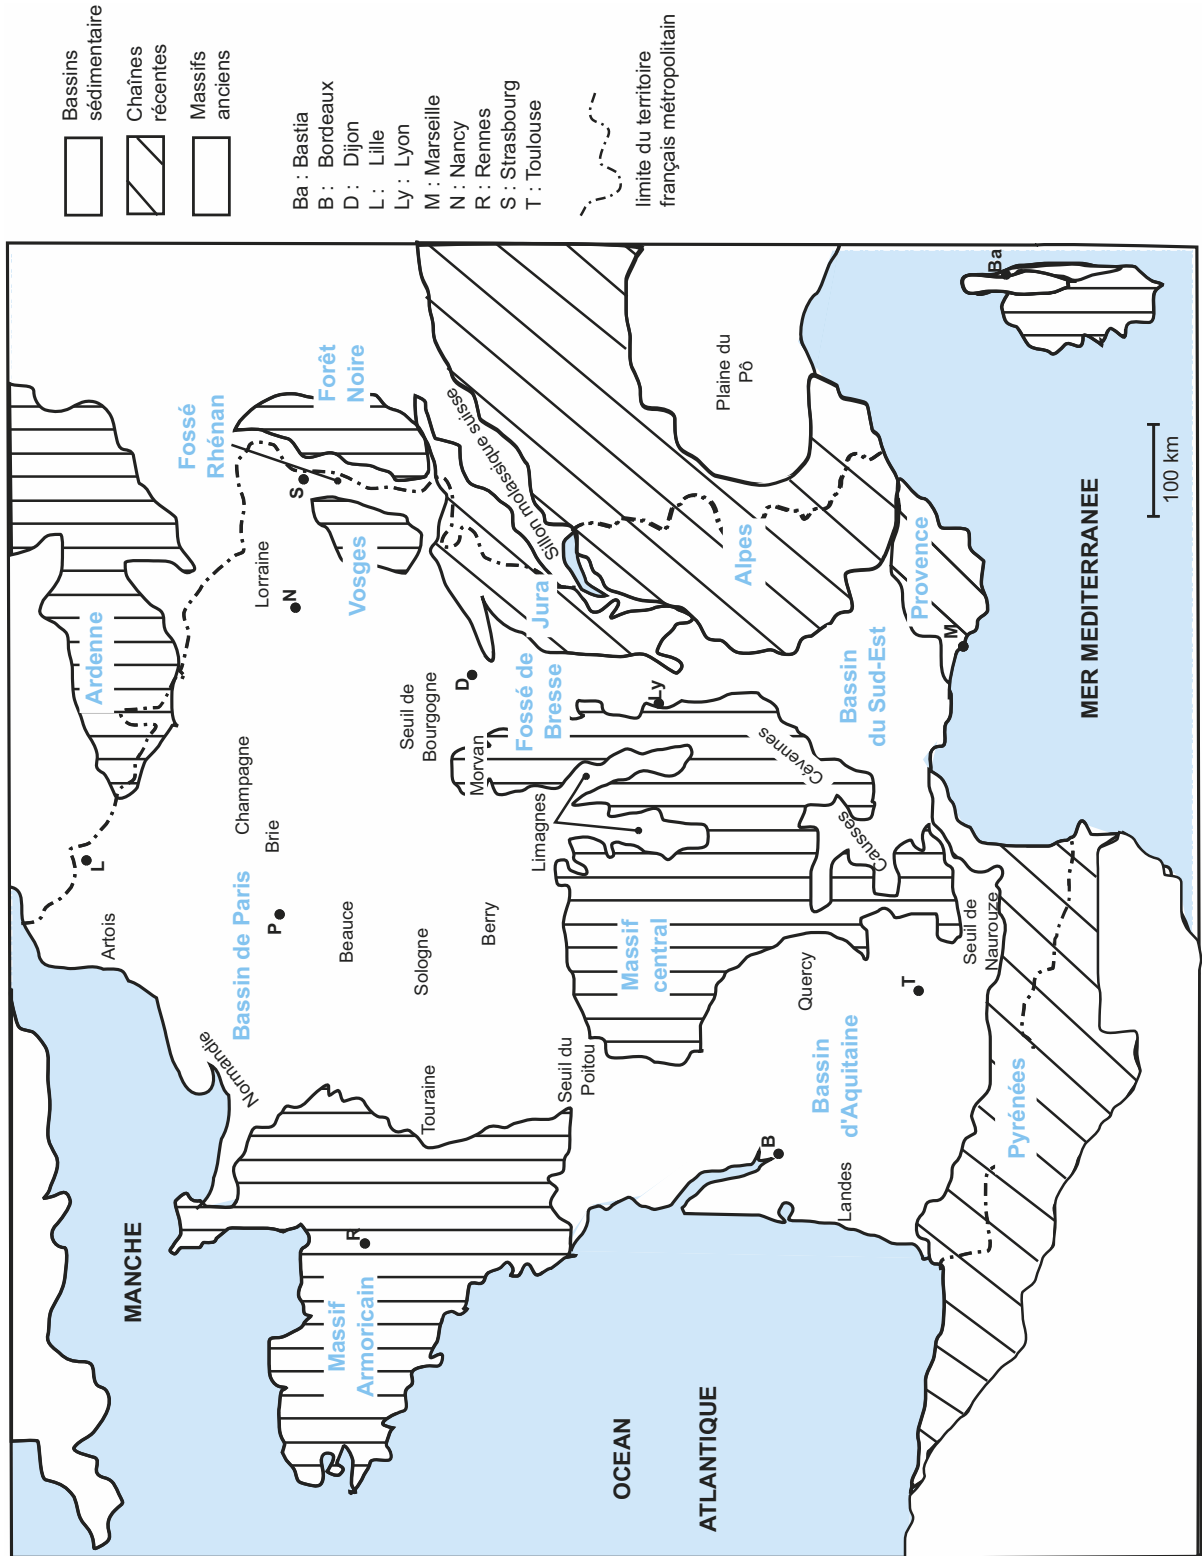 Bassins
sédimentaire
Chaînes
récentes
Massifs
anciens
Ba : Bastia
B : Bordeaux
D : Dijon
L : Lille
Ly : Lyon
M : Marseille
N : Nancy
R : Rennes
S : Strasbourg
T : Toulouse
limite du territoire
français métropolitain
MANCHE
Artois
L
Ardenne
Normandie
Bassin de Paris
P
Champagne
Brie
Lorraine
N
Fossé
Rhénan
S
Forêt
Noire
Vosges
Massif
Armoricain
R
Beauce
Touraine
Sologne
Seuil de
Bourgogne
D
Morvan
Berry
Sillon molassique suisse
Jura
Fossé de
Bresse
Limagnes
Seuil du
Poitou
Massif
central
Ly
OCEAN
ATLANTIQUE
Alpes
Plaine du
Pô
Cévennes
B
Quercy
Bassin
d'Aquitaine
Landes
Causses
Bassin
du Sud-Est
Provence
M
T
Seuil de
Naurouze
Pyrénées
Ba
MER MEDITERRANEE
100 km